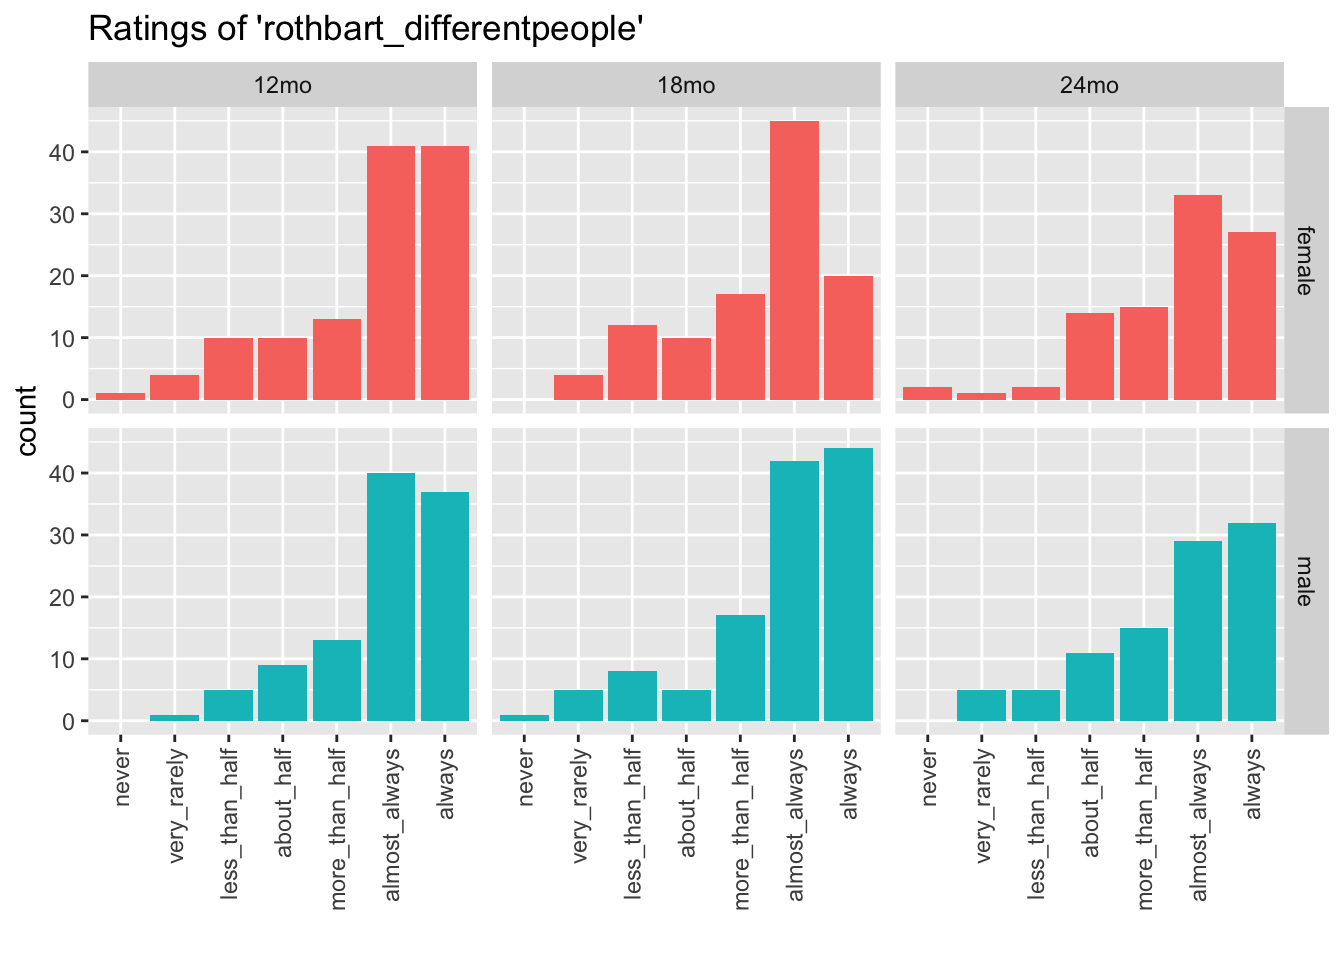 Ratings of 'rothbart_differentpeople'
12mo
18mo
24mo
40
30
20
10
0
female
count
40
30
20
10
0
male
never
very_rarely
less_than_half
about_half
more_than_half
almost_always
always
never
very_rarely
less_than_half
about_half
more_than_half
almost_always
always
never
very_rarely
less_than_half
about_half
more_than_half
almost_always
always